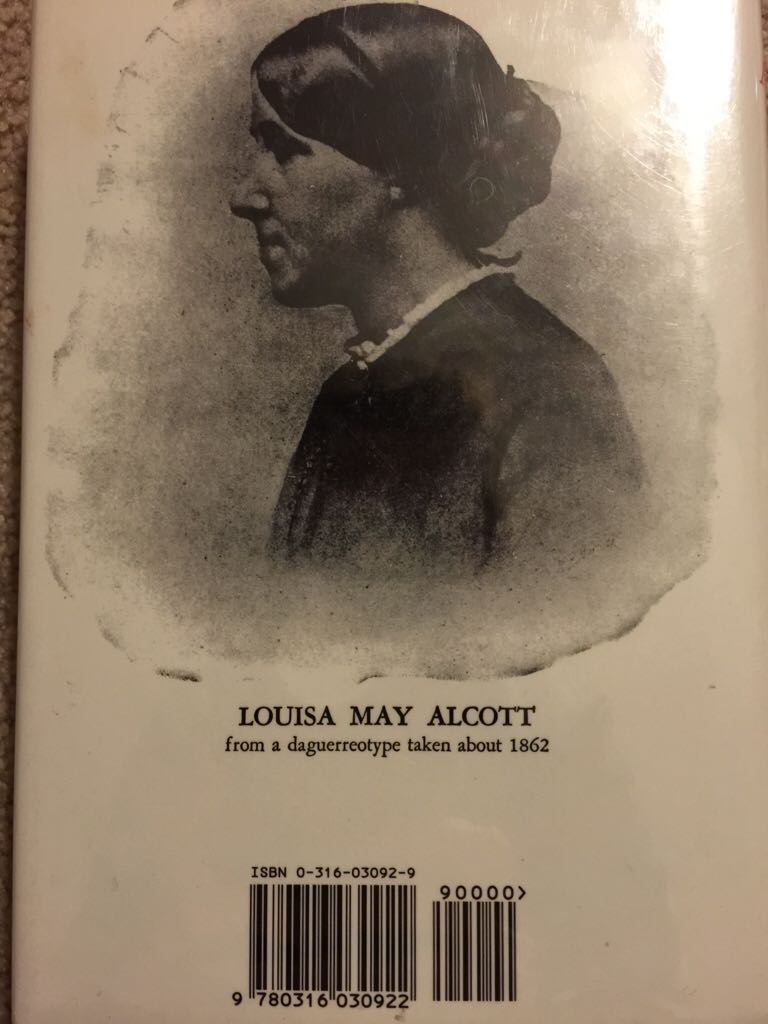 LOUISA MAY ALCOTT
from a daguerreotype taken about 1862
ISBN 0-316-03092-9
90000>
9 780316 030922